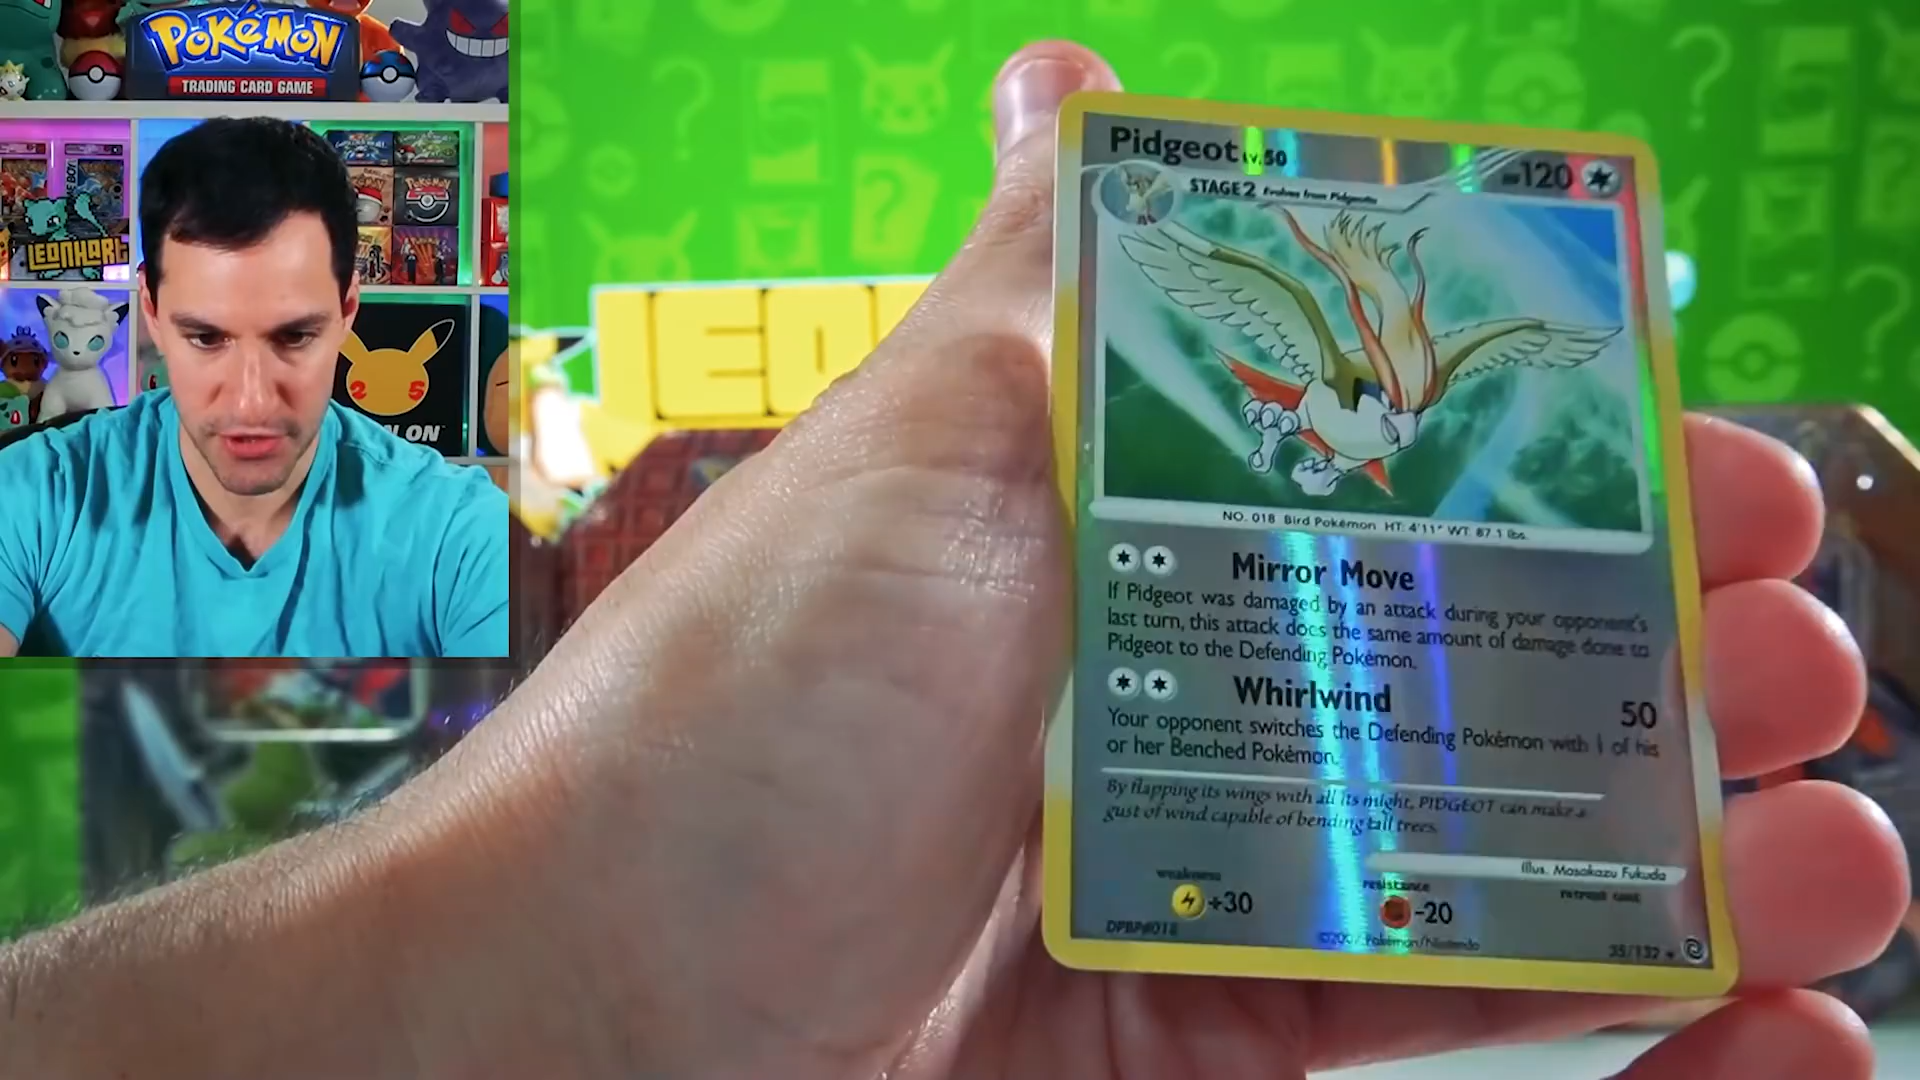 POKéMON
TRADING CARD GAME
LEONHART
2 5
ON
Pidgeot LV.50
HP 120
STAGE 2 Evolves from Pidgeotto
NO. 018 Bird Pokémon HT: 4'11" WT: 87.1 lbs.
Mirror Move
If Pidgeot was damaged by an attack during your opponent's
last turn, this attack does the same amount of damage done to
Pidgeot to the Defending Pokémon.
Whirlwind 50
Your opponent switches the Defending Pokémon with 1 of his
or her Benched Pokémon.
By flapping its wings with all its might, PIDGEOT can make a
gust of wind capable of bending tall trees.
Illus. Masakazu Fukuda
weakness
+30
resistance
-20
retreat cost
DPBP#018
©2007 Pokémon/Nintendo
35/132